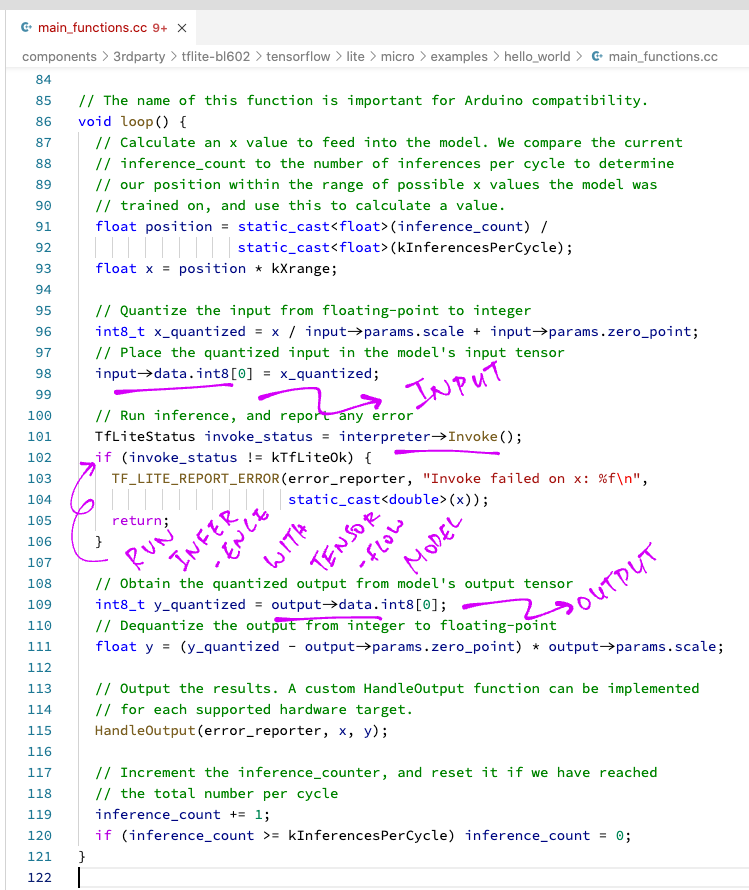 main_functions.cc 9+ ×
components > 3rdparty > tflite-bl602 > tensorflow > lite > micro > examples > hello_world > main_functions.cc
84
85 // The name of this function is important for Arduino compatibility.
86 void loop() {
87   // Calculate an x value to feed into the model. We compare the current
88   // inference_count to the number of inferences per cycle to determine
89   // our position within the range of possible x values the model was
90   // trained on, and use this to calculate a value.
91   float position = static_cast<float>(inference_count) /
92                    static_cast<float>(kInferencesPerCycle);
93   float x = position * kXrange;
94
95   // Quantize the input from floating-point to integer
96   int8_t x_quantized = x / input->params.scale + input->params.zero_point;
97   // Place the quantized input in the model's input tensor
98   input->data.int8[0] = x_quantized;
INPUT
99
100   // Run inference, and report any error
101   TfLiteStatus invoke_status = interpreter->Invoke();
102   if (invoke_status != kTfLiteOk) {
103     TF_LITE_REPORT_ERROR(error_reporter, "Invoke failed on x: %f\n",
104                          static_cast<double>(x));
105     return;
106   }
RUN INFER-ENCE WITH TENSOR-FLOW MODEL
107
108   // Obtain the quantized output from model's output tensor
109   int8_t y_quantized = output->data.int8[0];
OUTPUT
110   // Dequantize the output from integer to floating-point
111   float y = (y_quantized - output->params.zero_point) * output->params.scale;
112
113   // Output the results. A custom HandleOutput function can be implemented
114   // for each supported hardware target.
115   HandleOutput(error_reporter, x, y);
116
117   // Increment the inference_counter, and reset it if we have reached
118   // the total number per cycle
119   inference_count += 1;
120   if (inference_count >= kInferencesPerCycle) inference_count = 0;
121 }
122